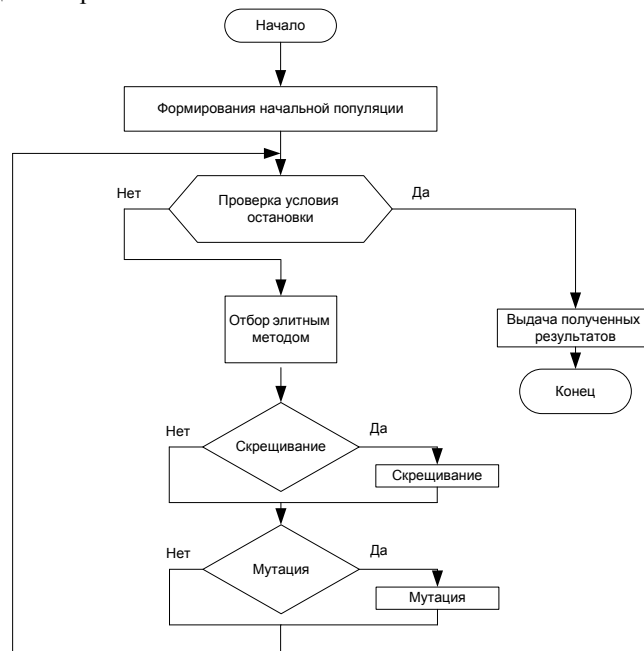 Начало
Формирования начальной популяции
Нет
Да
Проверка условия
остановки
Отбор элитным
методом
Выдача полученных
результатов
Конец
Нет
Да
Скрещивание
Скрещивание
Нет
Да
Мутация
Мутация